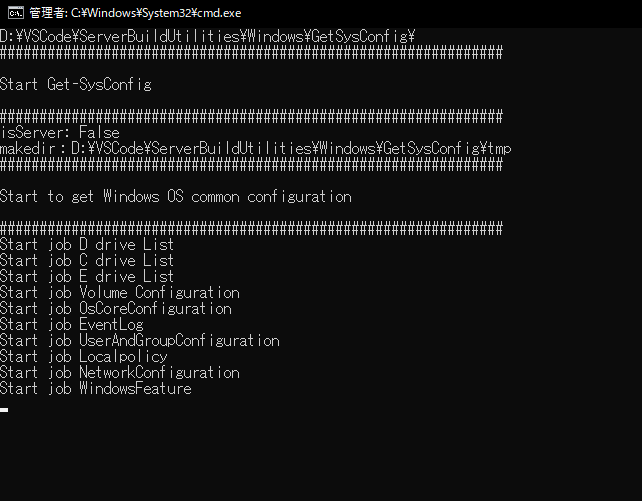 管理者: C:¥Windows¥System32¥cmd.exe
D:¥VSCode¥ServerBuildUtilities¥Windows¥GetSysConfig¥
###############################################################
Start Get-SysConfig
###############################################################
isServer: False
makedir：D:¥VSCode¥ServerBuildUtilities¥Windows¥GetSysConfig¥tmp
###############################################################
Start to get Windows OS common configuration
###############################################################
Start job D drive List
Start job C drive List
Start job E drive List
Start job Volume Configuration
Start job OsCoreConfiguration
Start job EventLog
Start job UserAndGroupConfiguration
Start job Localpolicy
Start job NetworkConfiguration
Start job WindowsFeature